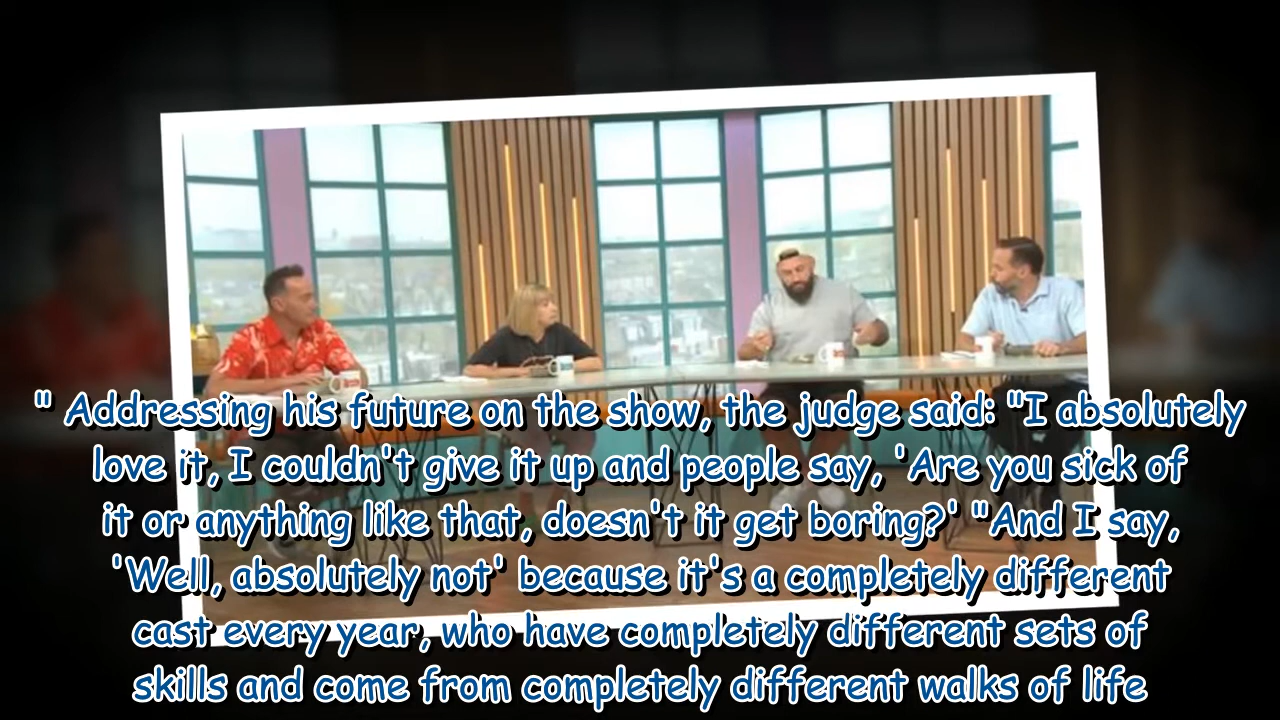 " Addressing his future on the show, the judge said: "I absolutely
love it, I couldn't give it up and people say, 'Are you sick of
it or anything like that, doesn't it get boring?' "And I say,
'Well, absolutely not' because it's a completely different
cast every year, who have completely different sets of
skills and come from completely different walks of life